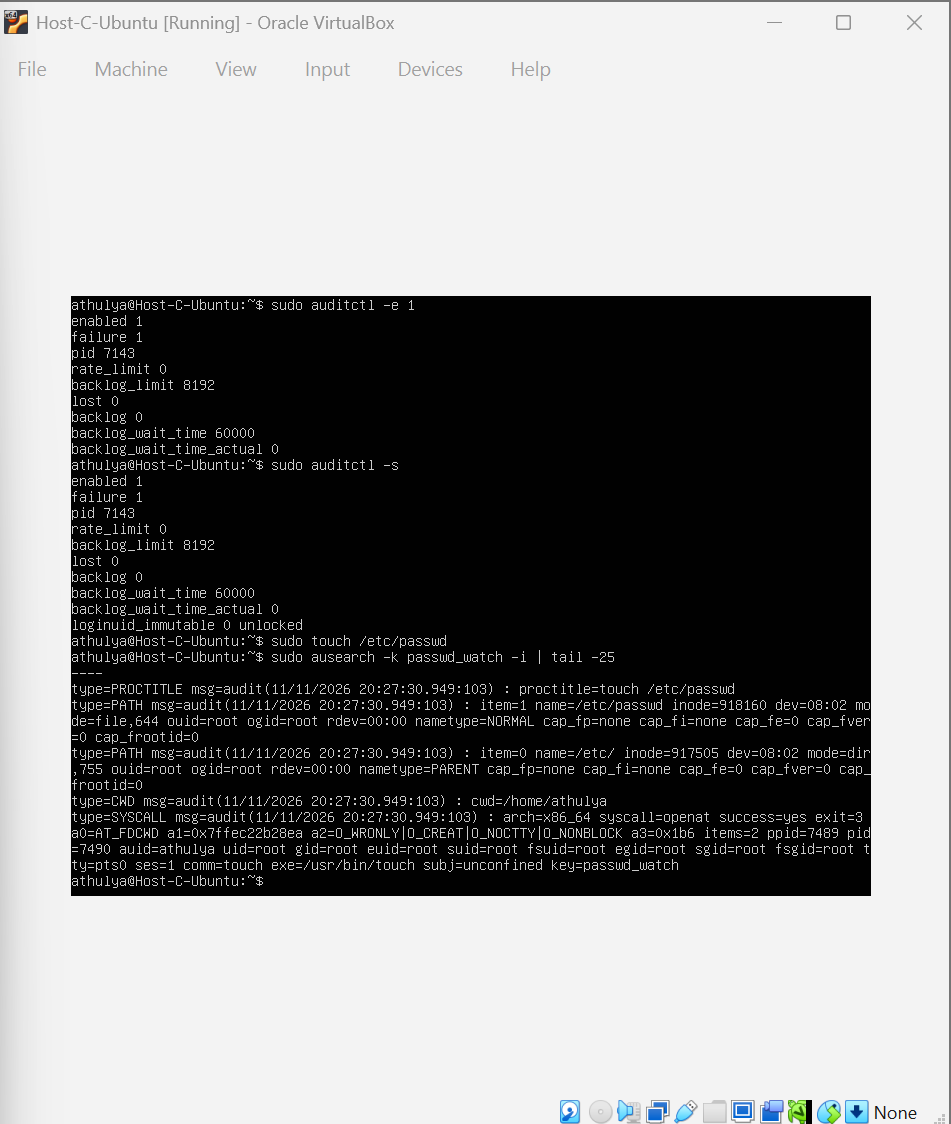 Host-C-Ubuntu [Running] - Oracle VirtualBox
File Machine View Input Devices Help
athulya@Host-C-Ubuntu:~$ sudo auditctl -e 1
enabled 1
failure 1
pid 7143
rate_limit 0
backlog_limit 8192
lost 0
backlog 0
backlog_wait_time 60000
backlog_wait_time_actual 0
athulya@Host-C-Ubuntu:~$ sudo auditctl -s
enabled 1
failure 1
pid 7143
rate_limit 0
backlog_limit 8192
lost 0
backlog 0
backlog_wait_time 60000
backlog_wait_time_actual 0
loginuid_immutable 0 unlocked
athulya@Host-C-Ubuntu:~$ sudo touch /etc/passwd
athulya@Host-C-Ubuntu:~$ sudo ausearch -k passwd_watch -i | tail -25
----
type=PROCTITLE msg=audit(11/11/2026 20:27:30.949:103) : proctitle=touch /etc/passwd
type=PATH msg=audit(11/11/2026 20:27:30.949:103) : item=1 name=/etc/passwd inode=918160 dev=08:02 mo
de=file,644 ouid=root ogid=root rdev=00:00 nametype=NORMAL cap_fp=none cap_fi=none cap_fe=0 cap_fver
=0 cap_frootid=0
type=PATH msg=audit(11/11/2026 20:27:30.949:103) : item=0 name=/etc/ inode=917505 dev=08:02 mode=dir
,755 ouid=root ogid=root rdev=00:00 nametype=PARENT cap_fp=none cap_fi=none cap_fe=0 cap_fver=0 cap_
frootid=0
type=CWD msg=audit(11/11/2026 20:27:30.949:103) : cwd=/home/athulya
type=SYSCALL msg=audit(11/11/2026 20:27:30.949:103) : arch=x86_64 syscall=openat success=yes exit=3
a0=AT_FDCWD a1=0x7ffec22b28ea a2=O_WRONLY|O_CREAT|O_NOCTTY|O_NONBLOCK a3=0x1b6 items=2 ppid=7489 pid
=7490 auid=athulya uid=root gid=root euid=root suid=root fsuid=root egid=root sgid=root fsgid=root t
ty=pts0 ses=1 comm=touch exe=/usr/bin/touch subj=unconfined key=passwd_watch
athulya@Host-C-Ubuntu:~$
None